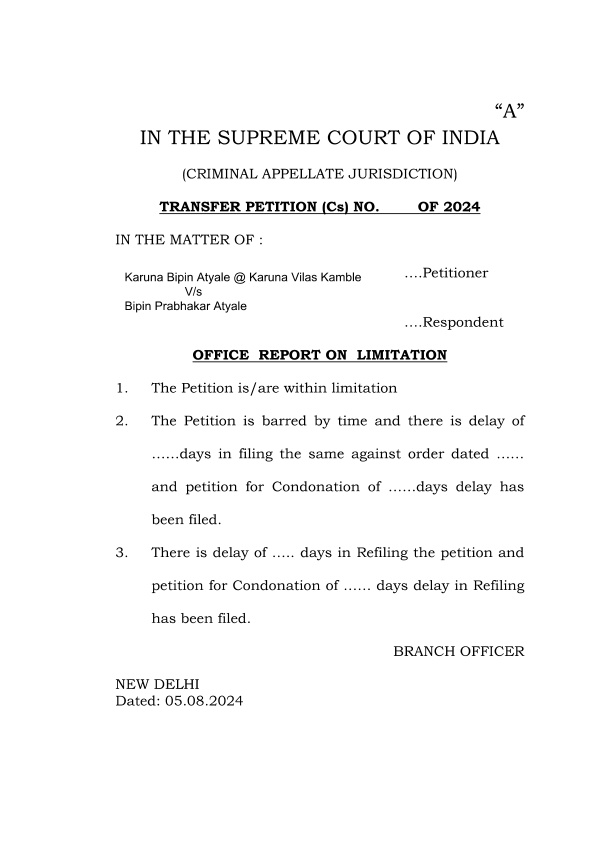 “A”
IN THE SUPREME COURT OF INDIA
(CRIMINAL APPELLATE JURISDICTION)
TRANSFER PETITION (Cs) NO. OF 2024
IN THE MATTER OF :
Karuna Bipin Atyale @ Karuna Vilas Kamble ....Petitioner
V/s
Bipin Prabhakar Atyale
....Respondent
OFFICE REPORT ON LIMITATION
1. The Petition is/are within limitation
2. The Petition is barred by time and there is delay of
......days in filing the same against order dated ......
and petition for Condonation of ......days delay has
been filed.
3. There is delay of ..... days in Refiling the petition and
petition for Condonation of ...... days delay in Refiling
has been filed.
BRANCH OFFICER
NEW DELHI
Dated: 05.08.2024